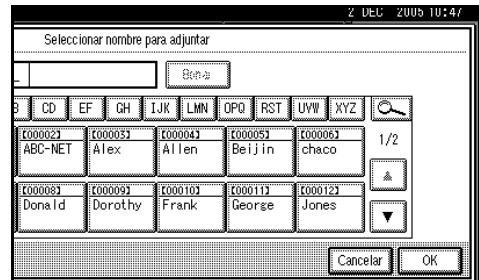 2 DEC 2005 10:47
Seleccionar nombre para adjuntar
B CD EF GH IJK LMN OPQ RST UVW XYZ
【00002】 【00003】 【00004】 【00005】 【00006】
ABC-NET Alex Allen Beijin chaco
1/2
【00008】 【00009】 【00010】 【00011】 【00012】
Donald Dorothy Frank George Jones
Cancelar OK